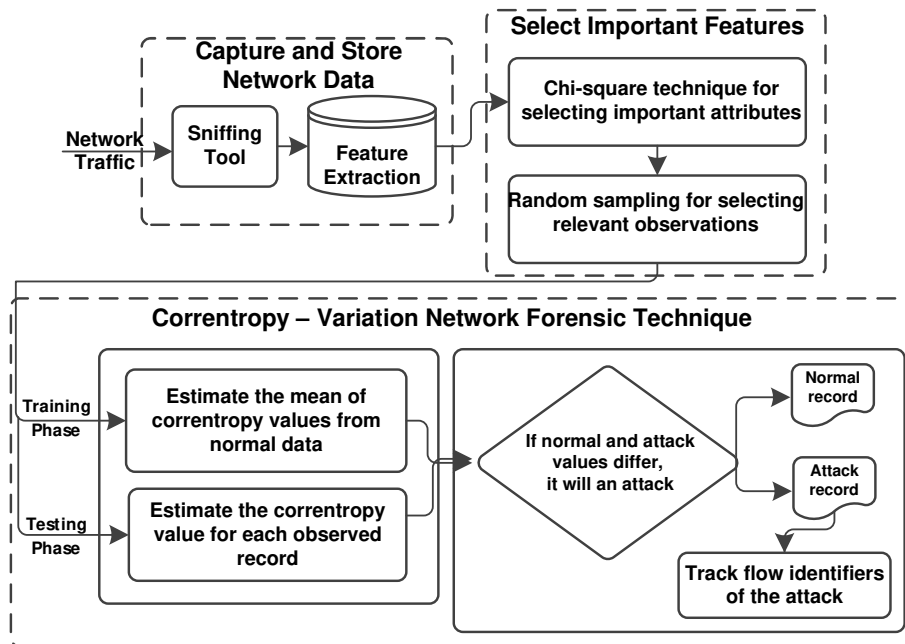 Capture and Store
Network Data
Network
Traffic
Sniffing
Tool
Feature
Extraction
Select Important Features
Chi-square technique for
selecting important attributes
Random sampling for selecting
relevant observations
Correntropy – Variation Network Forensic Technique
Training
Phase
Estimate the mean of
correntropy values from
normal data
Testing
Phase
Estimate the correntropy
value for each observed
record
If normal and attack
values differ,
it will an attack
Normal
record
Attack
record
Track flow identifiers
of the attack